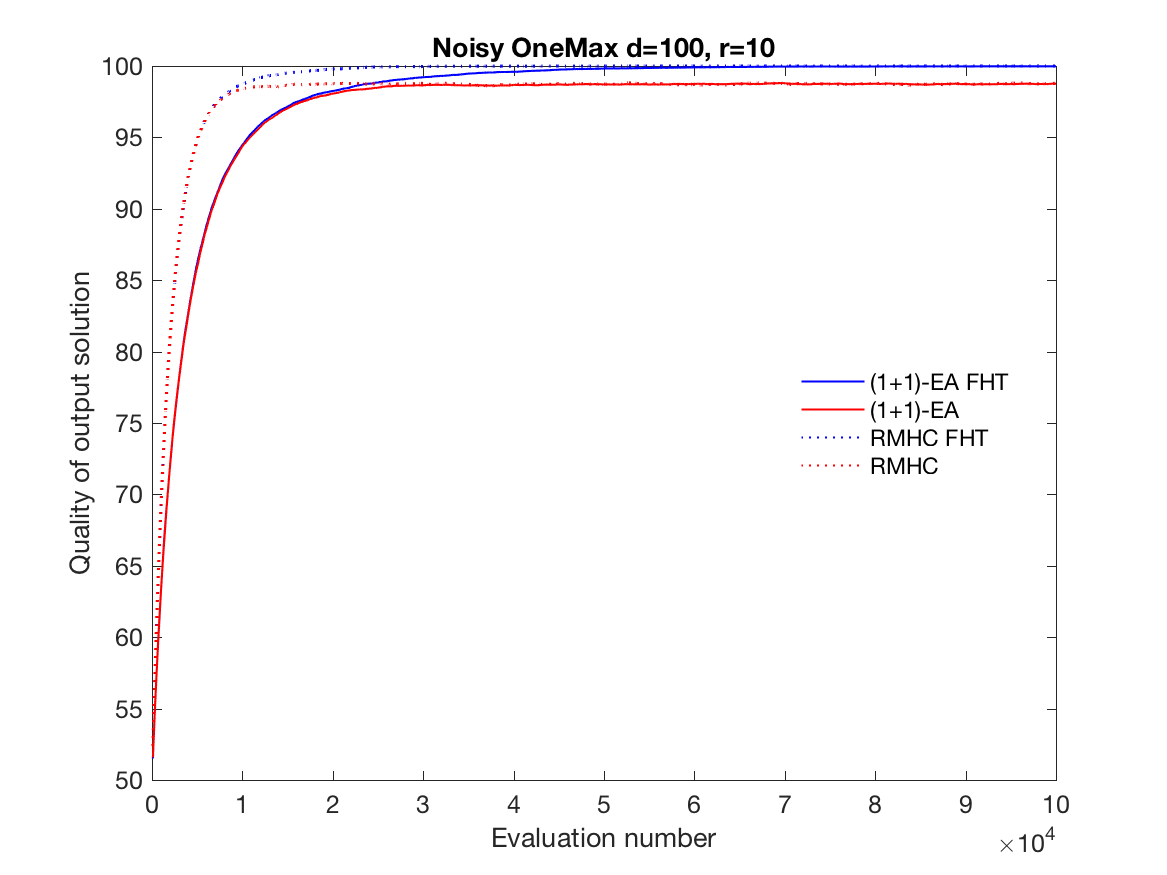 Noisy OneMax d=100, r=10
100
95
90
85
80
75
70
65
60
55
50
Quality of output solution
(1+1)-EA FHT
(1+1)-EA
RMHC FHT
RMHC
0 1 2 3 4 5 6 7 8 9 10
Evaluation number
×10⁴